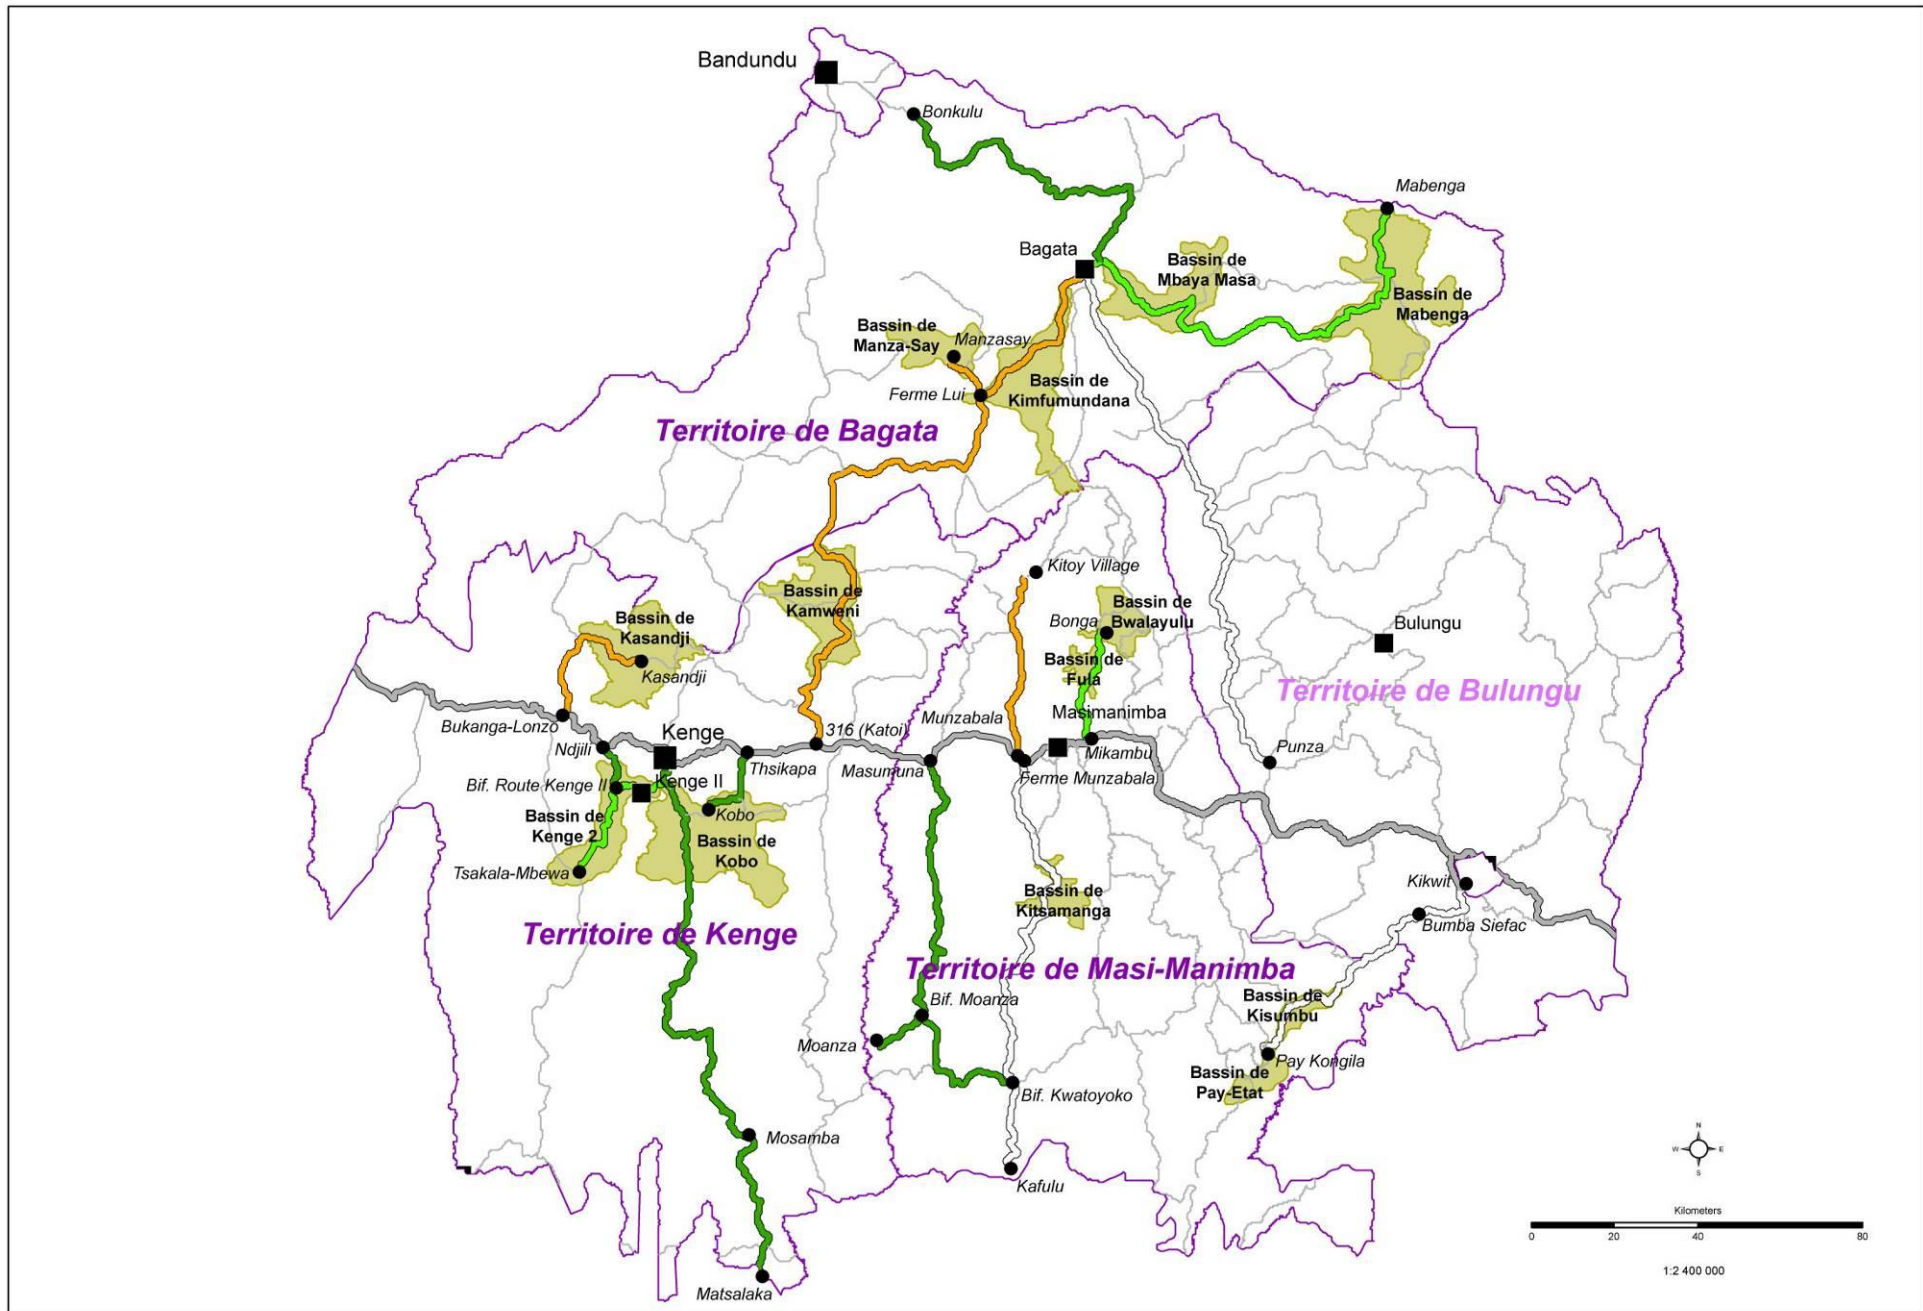 Bandundu
Bonkulu
Mabenga
Bagata
Bassin de
Mbaya Masa
Bassin de
Mabenga
Bassin de
Manza-Say
Manzasay
Ferme Lui
Bassin de
Kimfumundana
Territoire de Bagata
Kitoy Village
Bassin de
Kamweni
Bassin de
Bwalayulu
Bonga
Bassin de
Kasandji
Kasandji
Bassin de
Fula
Bulungu
Territoire de Bulungu
Bukanga-Lonzo
Ndjili
Kenge
316 (Katoi)
Munzabala
Masimanimba
Mikambu
Punza
Thsikapa
Masumuna
Ferme Munzabala
Bif. Route Kenge II
Kenge II
Kobo
Bassin de
Kenge 2
Bassin de
Kobo
Tsakala-Mbewa
Bassin de
Kitsamanga
Kikwit
Bumba Siefac
Territoire de Kenge
Territoire de Masi-Manimba
Bif. Moanza
Bassin de
Kisumbu
Moanza
Pay Kongila
Bassin de
Pay-Etat
Bif. Kwatoyoko
Mosamba
Kafulu
Matsalaka
N
W
E
S
Kilometers
0 20 40 80
1:2 400 000